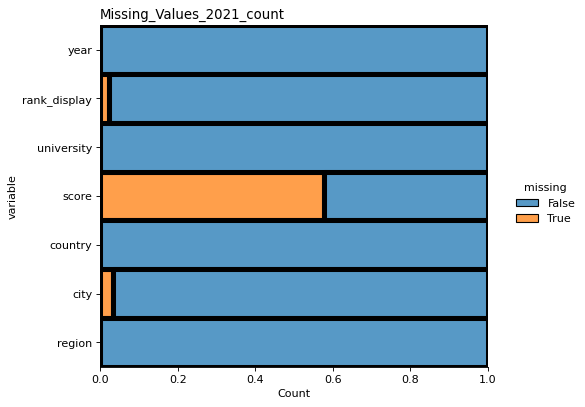 Missing_Values_2021_count
year
rank_display
university
score
country
city
region
variable
0.0 0.2 0.4 0.6 0.8 1.0
Count
missing
False
True